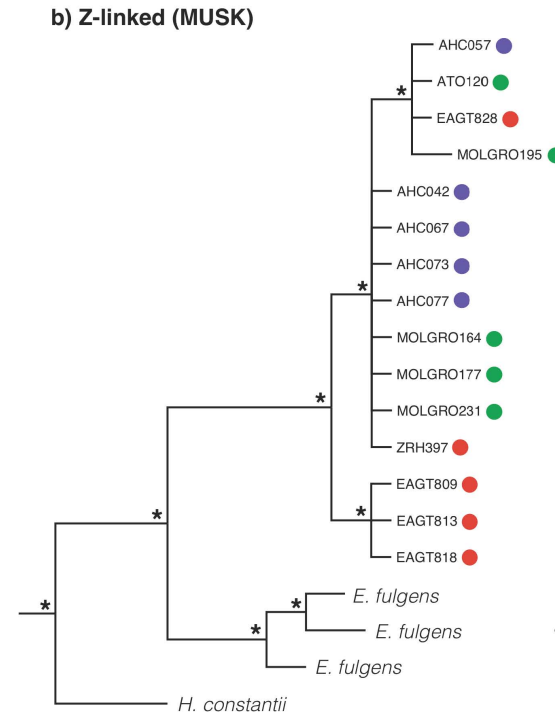 b) Z-linked (MUSK)
AHC057
ATO120
*
EAGT828
MOLGRO195
AHC042
AHC067
AHC073
*
AHC077
MOLGRO164
MOLGRO177
*
MOLGRO231
ZRH397
EAGT809
*
*
EAGT813
EAGT818
E. fulgens
*
*
*
E. fulgens
E. fulgens
H. constantii